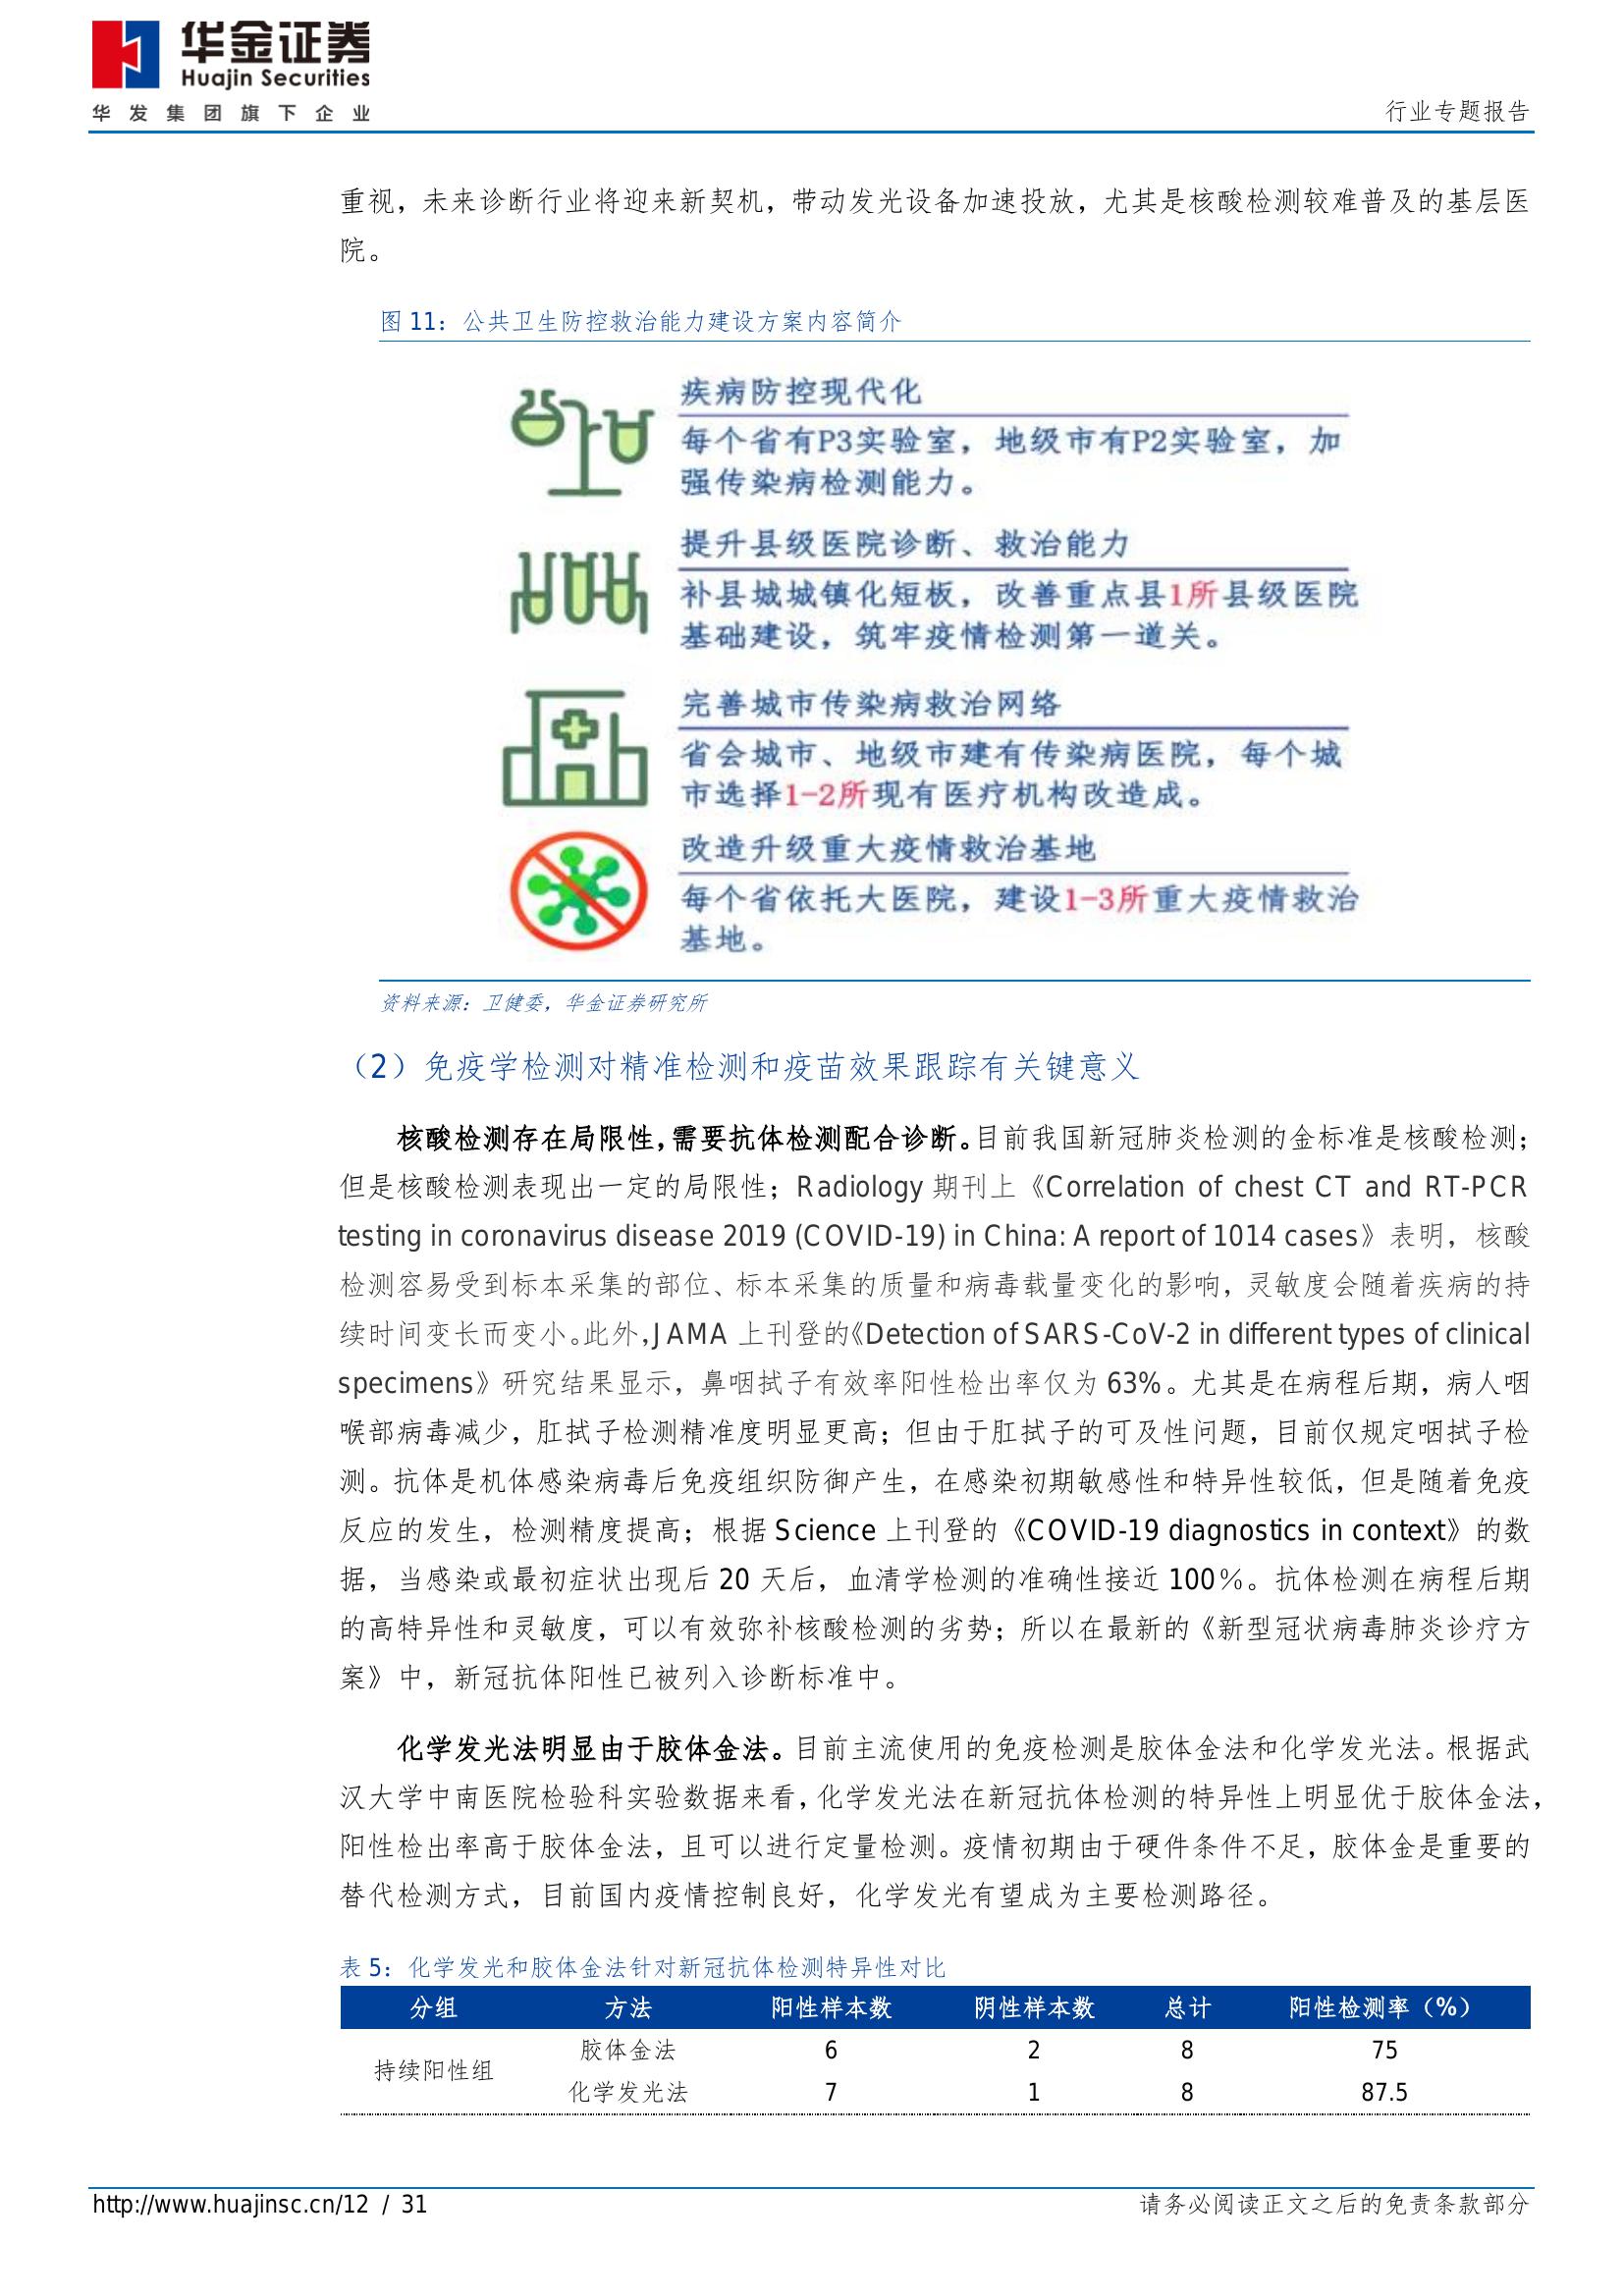 华金证券
Huajin Securities
华发集团旗下企业
行业专题报告
重视，未来诊断行业将迎来新契机，带动发光设备加速投放，尤其是核酸检测较难普及的基层医
院。
图 11：公共卫生防控救治能力建设方案内容简介
疾病防控现代化
每个省有P3实验室，地级市有P2实验室，加
强传染病检测能力。
提升县级医院诊断、救治能力
补县城城镇化短板，改善重点县1所县级医院
基础建设，筑牢疫情检测第一道关。
完善城市传染病救治网络
省会城市、地级市建有传染病医院，每个城
市选择1-2所现有医疗机构改造成。
改造升级重大疫情救治基地
每个省依托大医院，建设1-3所重大疫情救治
基地。
资料来源：卫健委，华金证券研究所
（2）免疫学检测对精准检测和疫苗效果跟踪有关键意义
核酸检测存在局限性，需要抗体检测配合诊断。目前我国新冠肺炎检测的金标准是核酸检测；
但是核酸检测表现出一定的局限性；Radiology 期刊上《Correlation of chest CT and RT-PCR
testing in coronavirus disease 2019 (COVID-19) in China: A report of 1014 cases》表明，核酸
检测容易受到标本采集的部位、标本采集的质量和病毒载量变化的影响，灵敏度会随着疾病的持
续时间变长而变小。此外，JAMA 上刊登的《Detection of SARS-CoV-2 in different types of clinical
specimens》研究结果显示，鼻咽拭子有效率阳性检出率仅为 63%。尤其是在病程后期，病人咽
喉部病毒减少，肛拭子检测精准度明显更高；但由于肛拭子的可及性问题，目前仅规定咽拭子检
测。抗体是机体感染病毒后免疫组织防御产生，在感染初期敏感性和特异性较低，但是随着免疫
反应的发生，检测精度提高；根据 Science 上刊登的《COVID-19 diagnostics in context》的数
据，当感染或最初症状出现后 20 天后，血清学检测的准确性接近 100％。抗体检测在病程后期
的高特异性和灵敏度，可以有效弥补核酸检测的劣势；所以在最新的《新型冠状病毒肺炎诊疗方
案》中，新冠抗体阳性已被列入诊断标准中。
化学发光法明显由于胶体金法。目前主流使用的免疫检测是胶体金法和化学发光法。根据武
汉大学中南医院检验科实验数据来看，化学发光法在新冠抗体检测的特异性上明显优于胶体金法，
阳性检出率高于胶体金法，且可以进行定量检测。疫情初期由于硬件条件不足，胶体金是重要的
替代检测方式，目前国内疫情控制良好，化学发光有望成为主要检测路径。
表 5：化学发光和胶体金法针对新冠抗体检测特异性对比
分组 方法 阳性样本数 阴性样本数 总计 阳性检测率（%）
持续阳性组 胶体金法 6 2 8 75
化学发光法 7 1 8 87.5
http://www.huajinsc.cn/12 / 31
请务必阅读正文之后的免责条款部分